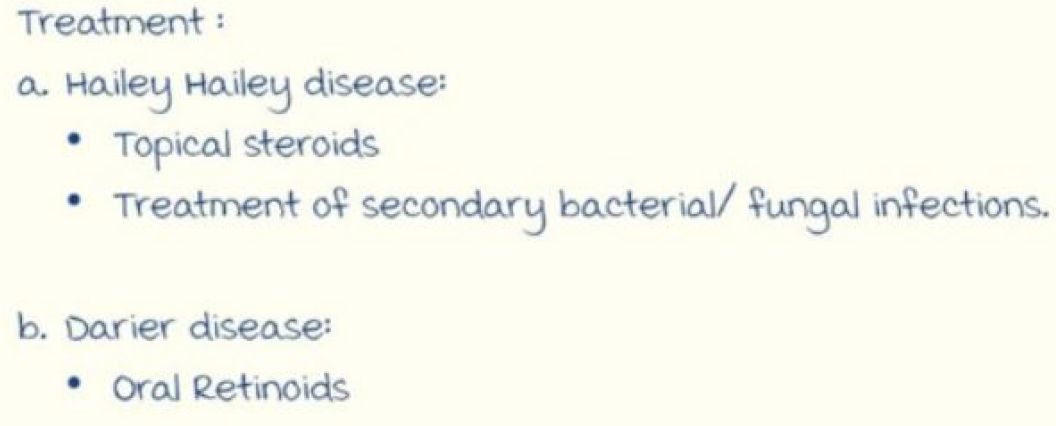 Treatment :
a. Hailey Hailey disease:
• Topical steroids
• Treatment of secondary bacterial/ fungal infections.
b. Darier disease:
• Oral Retinoids